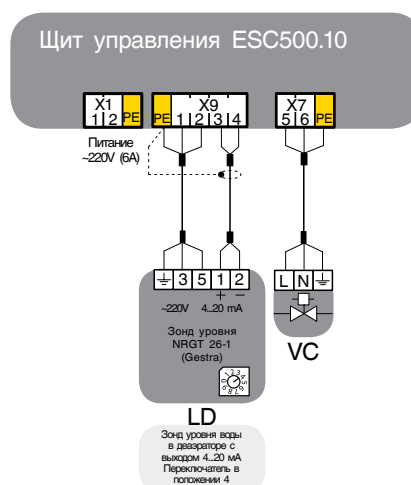 Щит управления ESC500.10
X1 X9 X7
1 2 PE PE 1 2 3 4 5 6 PE
Питание
~220V (6A)
3 5 1 2 L N
+ −
~220V 4..20 mA
Зонд уровня
NRGT 26-1
(Gestra)
VC
LD
Зонд уровня воды
в деаэраторе с
выходом 4..20 мА
Переключатель в
положении 4